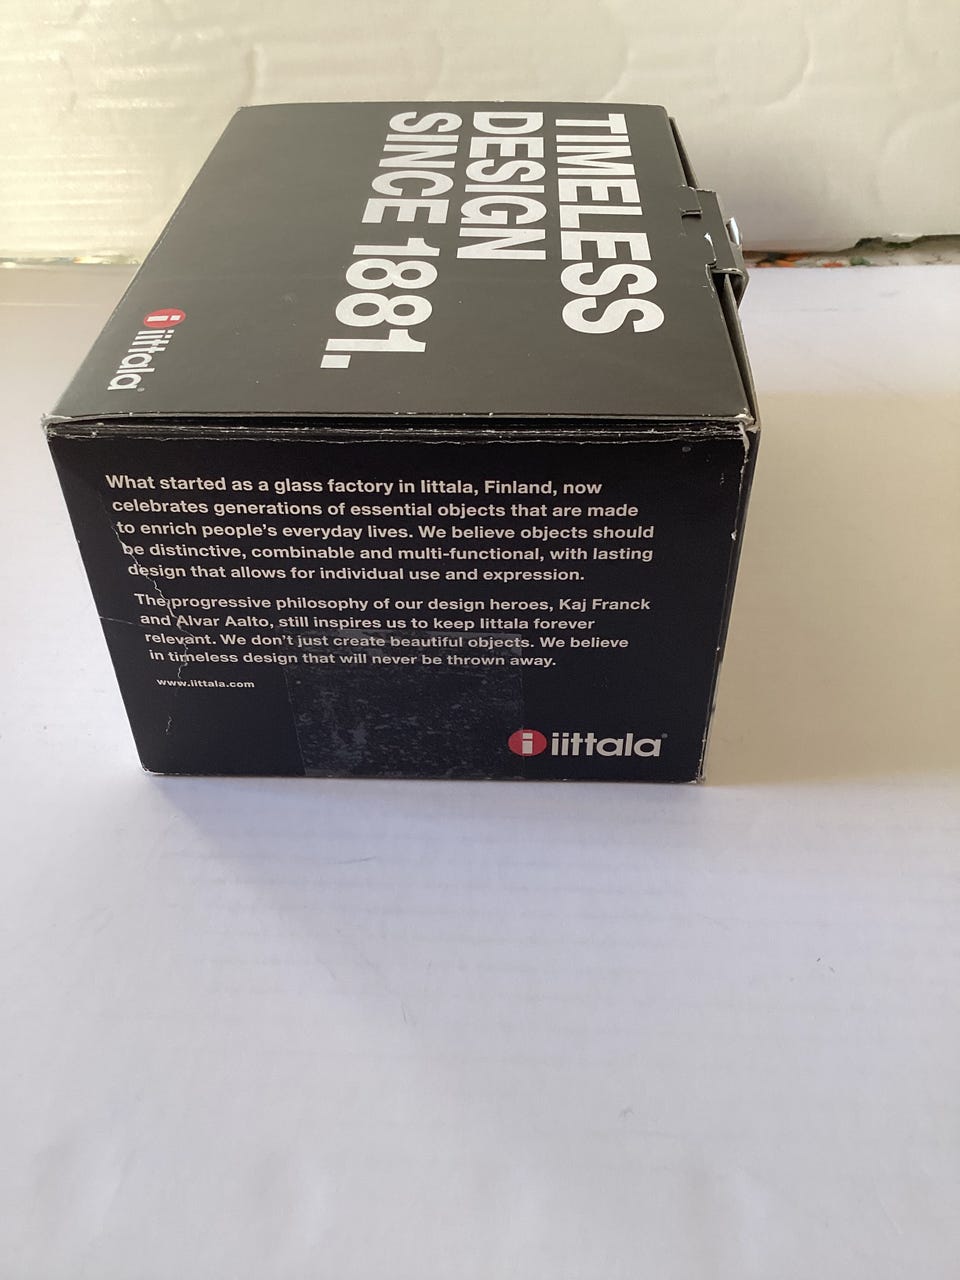 TIMELESS
DESIGN
SINCE 1881.
i iittala®
What started as a glass factory in Iittala, Finland, now
celebrates generations of essential objects that are made
to enrich people's everyday lives. We believe objects should
be distinctive, combinable and multi-functional, with lasting
design that allows for individual use and expression.
The progressive philosophy of our design heroes, Kaj Franck
and Alvar Aalto, still inspires us to keep Iittala forever
relevant. We don't just create beautiful objects. We believe
in timeless design that will never be thrown away.
www.iittala.com
i iittala®